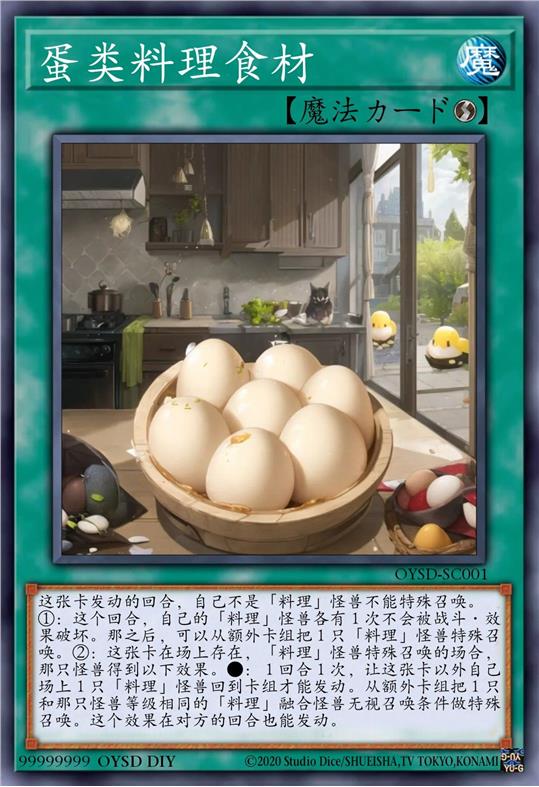 蛋类料理食材
魔
【魔法カード】
OYSD-SC001
这张卡发动的回合，自己不是「料理」怪兽不能特殊召唤。
①：这个回合，自己的「料理」怪兽各有１次不会被战斗・效
果破坏。那之后，可以从额外卡组把１只「料理」怪兽特殊召
唤。②：这张卡在场上存在，「料理」怪兽特殊召唤的场合，
那只怪兽得到以下效果。●：１回合１次，让这张卡以外自己
场上１只「料理」怪兽回到卡组才能发动。从额外卡组把１只
和那只怪兽等级相同的「料理」融合怪兽无视召唤条件做特殊
召唤。这个效果在对方的回合也能发动。
99999999 OYSD DIY
©2020 Studio Dice/SHUEISHA,TV TOKYO,KONAMI
YU-G